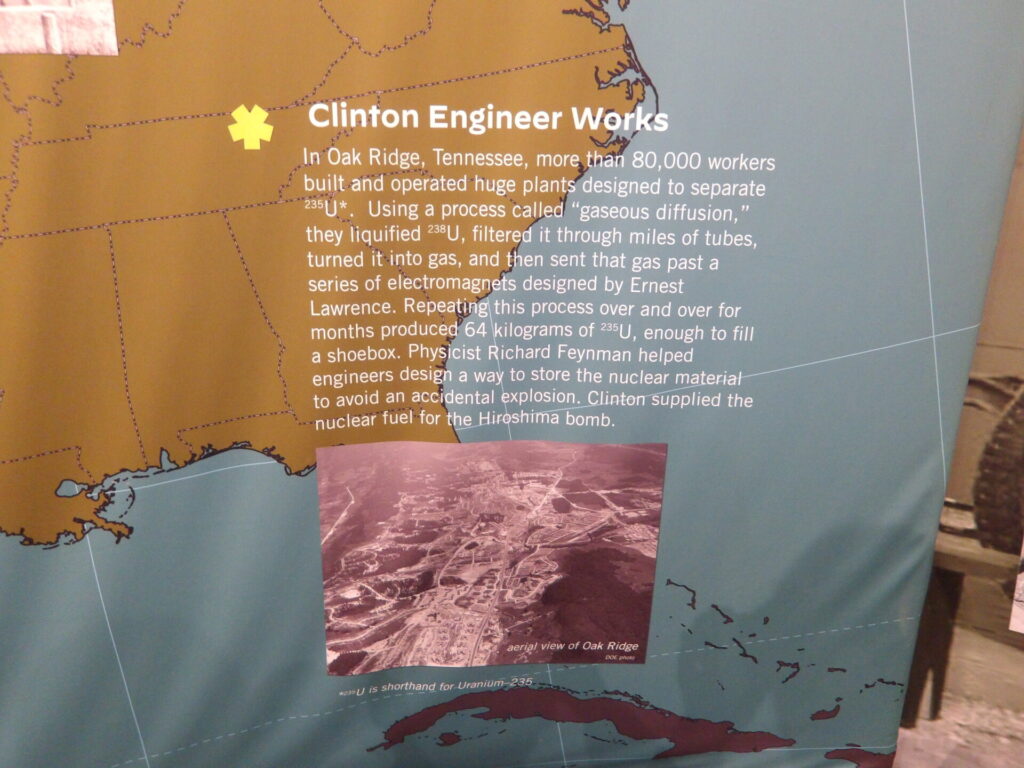 Clinton Engineer Works
In Oak Ridge, Tennessee, more than 80,000 workers
built and operated huge plants designed to separate
²³⁵U*. Using a process called “gaseous diffusion,”
they liquified ²³⁸U, filtered it through miles of tubes,
turned it into gas, and then sent that gas past a
series of electromagnets designed by Ernest
Lawrence. Repeating this process over and over for
months produced 64 kilograms of ²³⁵U, enough to fill
a shoebox. Physicist Richard Feynman helped
engineers design a way to store the nuclear material
to avoid an accidental explosion. Clinton supplied the
nuclear fuel for the Hiroshima bomb.
aerial view of Oak Ridge
DOE photo
*²³⁵U is shorthand for Uranium–235